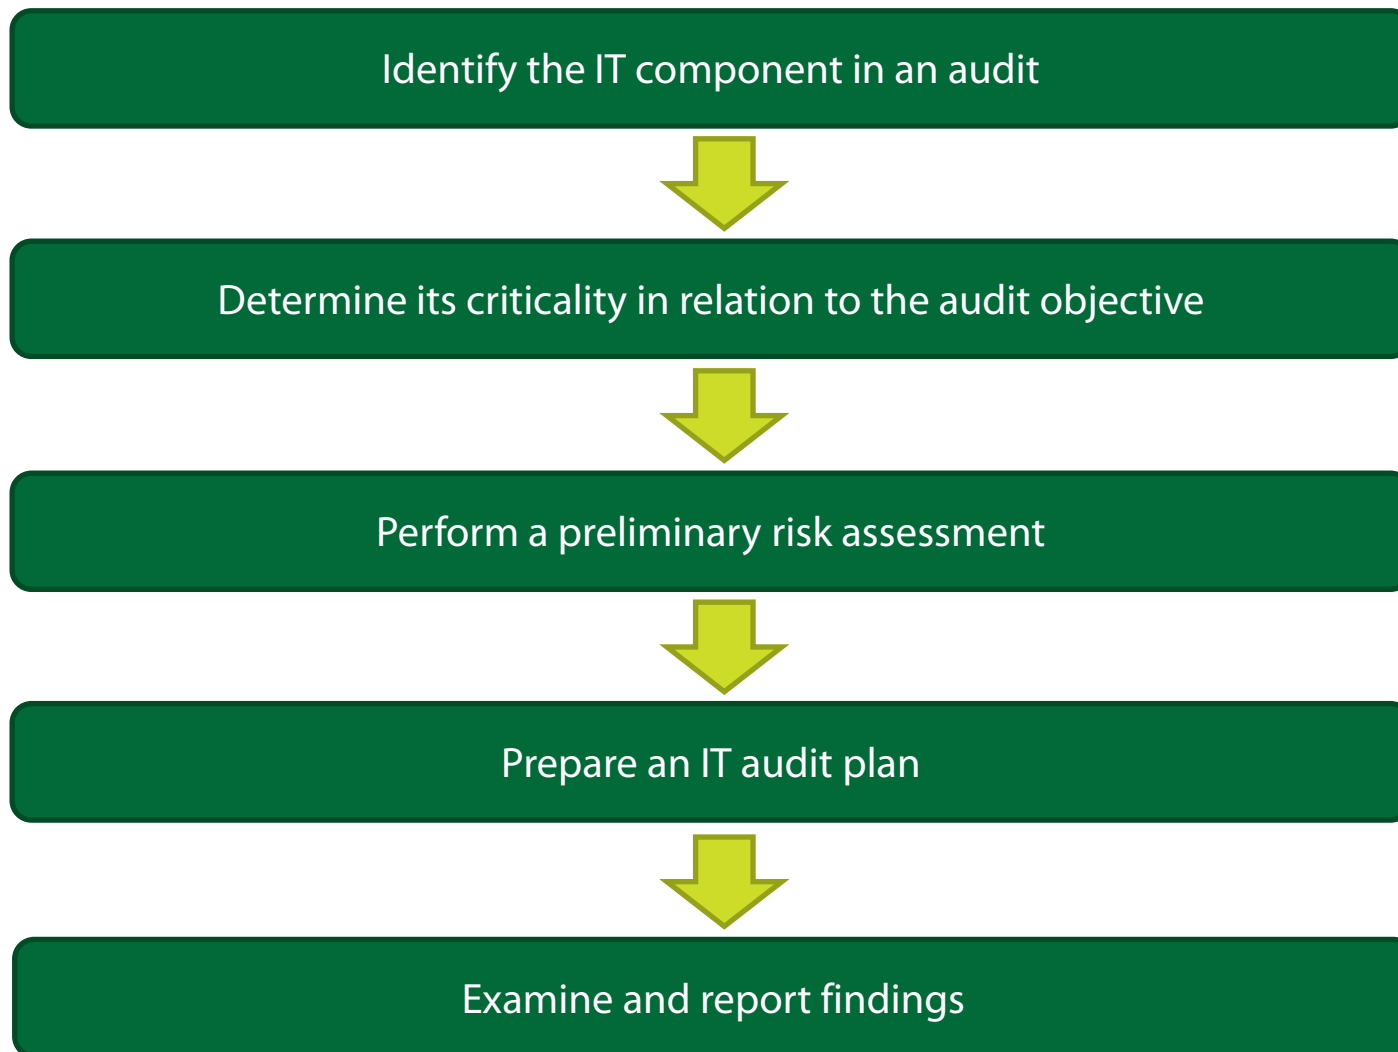 Identify the IT component in an audit
Determine its criticality in relation to the audit objective
Perform a preliminary risk assessment
Prepare an IT audit plan
Examine and report findings